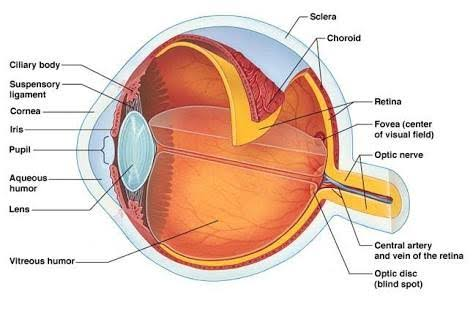 Sclera
Choroid
Ciliary body
Suspensory
ligament
Cornea
Iris
Pupil
Aqueous
humor
Lens
Vitreous humor
Retina
Fovea (center
of visual field)
Optic nerve
Central artery
and vein of the retina
Optic disc
(blind spot)